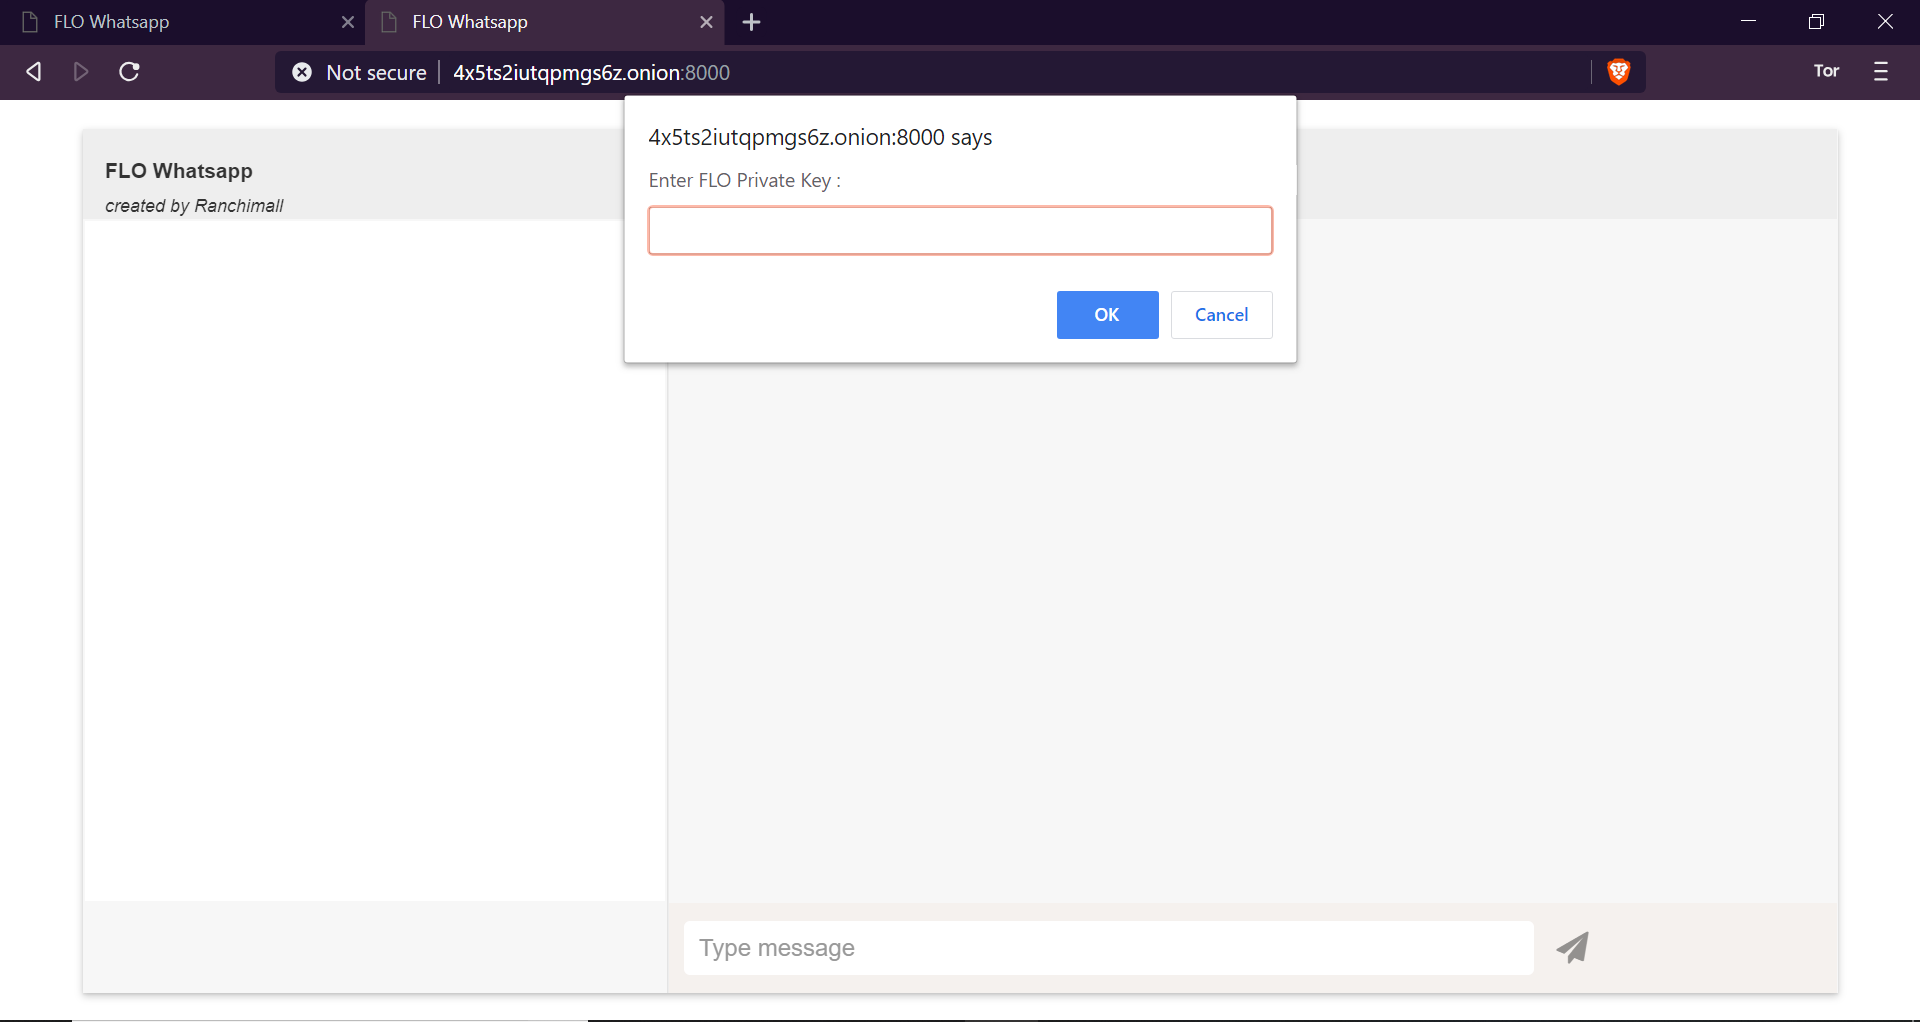 FLO Whatsapp
FLO Whatsapp
Not secure
4x5ts2iutqpmgs6z.onion:8000
Tor
4x5ts2iutqpmgs6z.onion:8000 says
Enter FLO Private Key :
OK
Cancel
FLO Whatsapp
created by Ranchimall
Type message